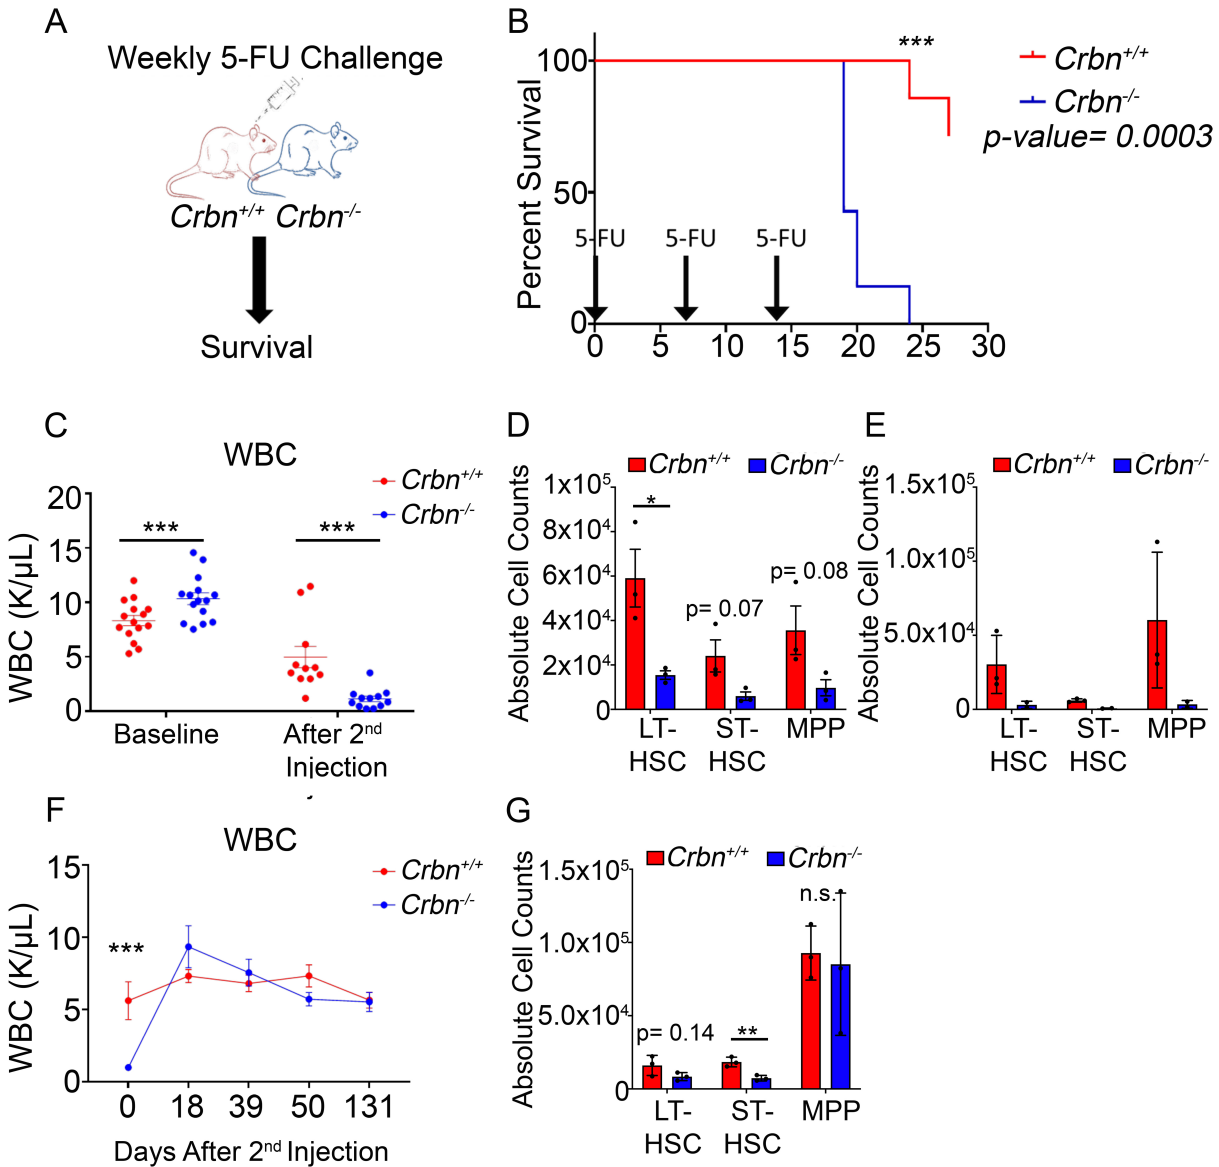 A
Weekly 5-FU Challenge
Crbn+/+ Crbn-/-
Survival
B
***
Crbn+/+
Crbn-/-
p-value= 0.0003
Percent Survival
100
50
0
5-FU 5-FU 5-FU
0 5 10 15 20 25 30
C
WBC
Crbn+/+
Crbn-/-
WBC (K/µL)
20
15
10
5
0
*** ***
Baseline
After 2nd
Injection
D
Crbn+/+ Crbn-/-
Absolute Cell Counts
1x10⁵
8x10⁴
6x10⁴
4x10⁴
2x10⁴
0
*
p= 0.07
p= 0.08
LT-
HSC
ST-
HSC
MPP
E
Crbn+/+ Crbn-/-
Absolute Cell Counts
1.5x10⁵
1.0x10⁵
5.0x10⁴
0
LT-
HSC
ST-
HSC
MPP
F
WBC
Crbn+/+
Crbn-/-
WBC (K/µL)
15
10
5
0
***
0 18 39 50 131
Days After 2nd Injection
G
Crbn+/+ Crbn-/-
Absolute Cell Counts
1.5x10⁵
1.0x10⁵
5.0x10⁴
0
p= 0.14
**
n.s.
LT-
HSC
ST-
HSC
MPP